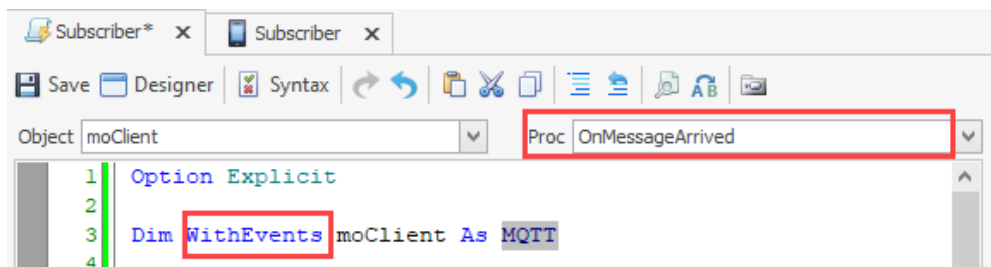 Subscriber* x Subscriber x
Save Designer Syntax
Object moClient Proc OnMessageArrived
1 Option Explicit
2
3 Dim WithEvents moClient As MQTT
4